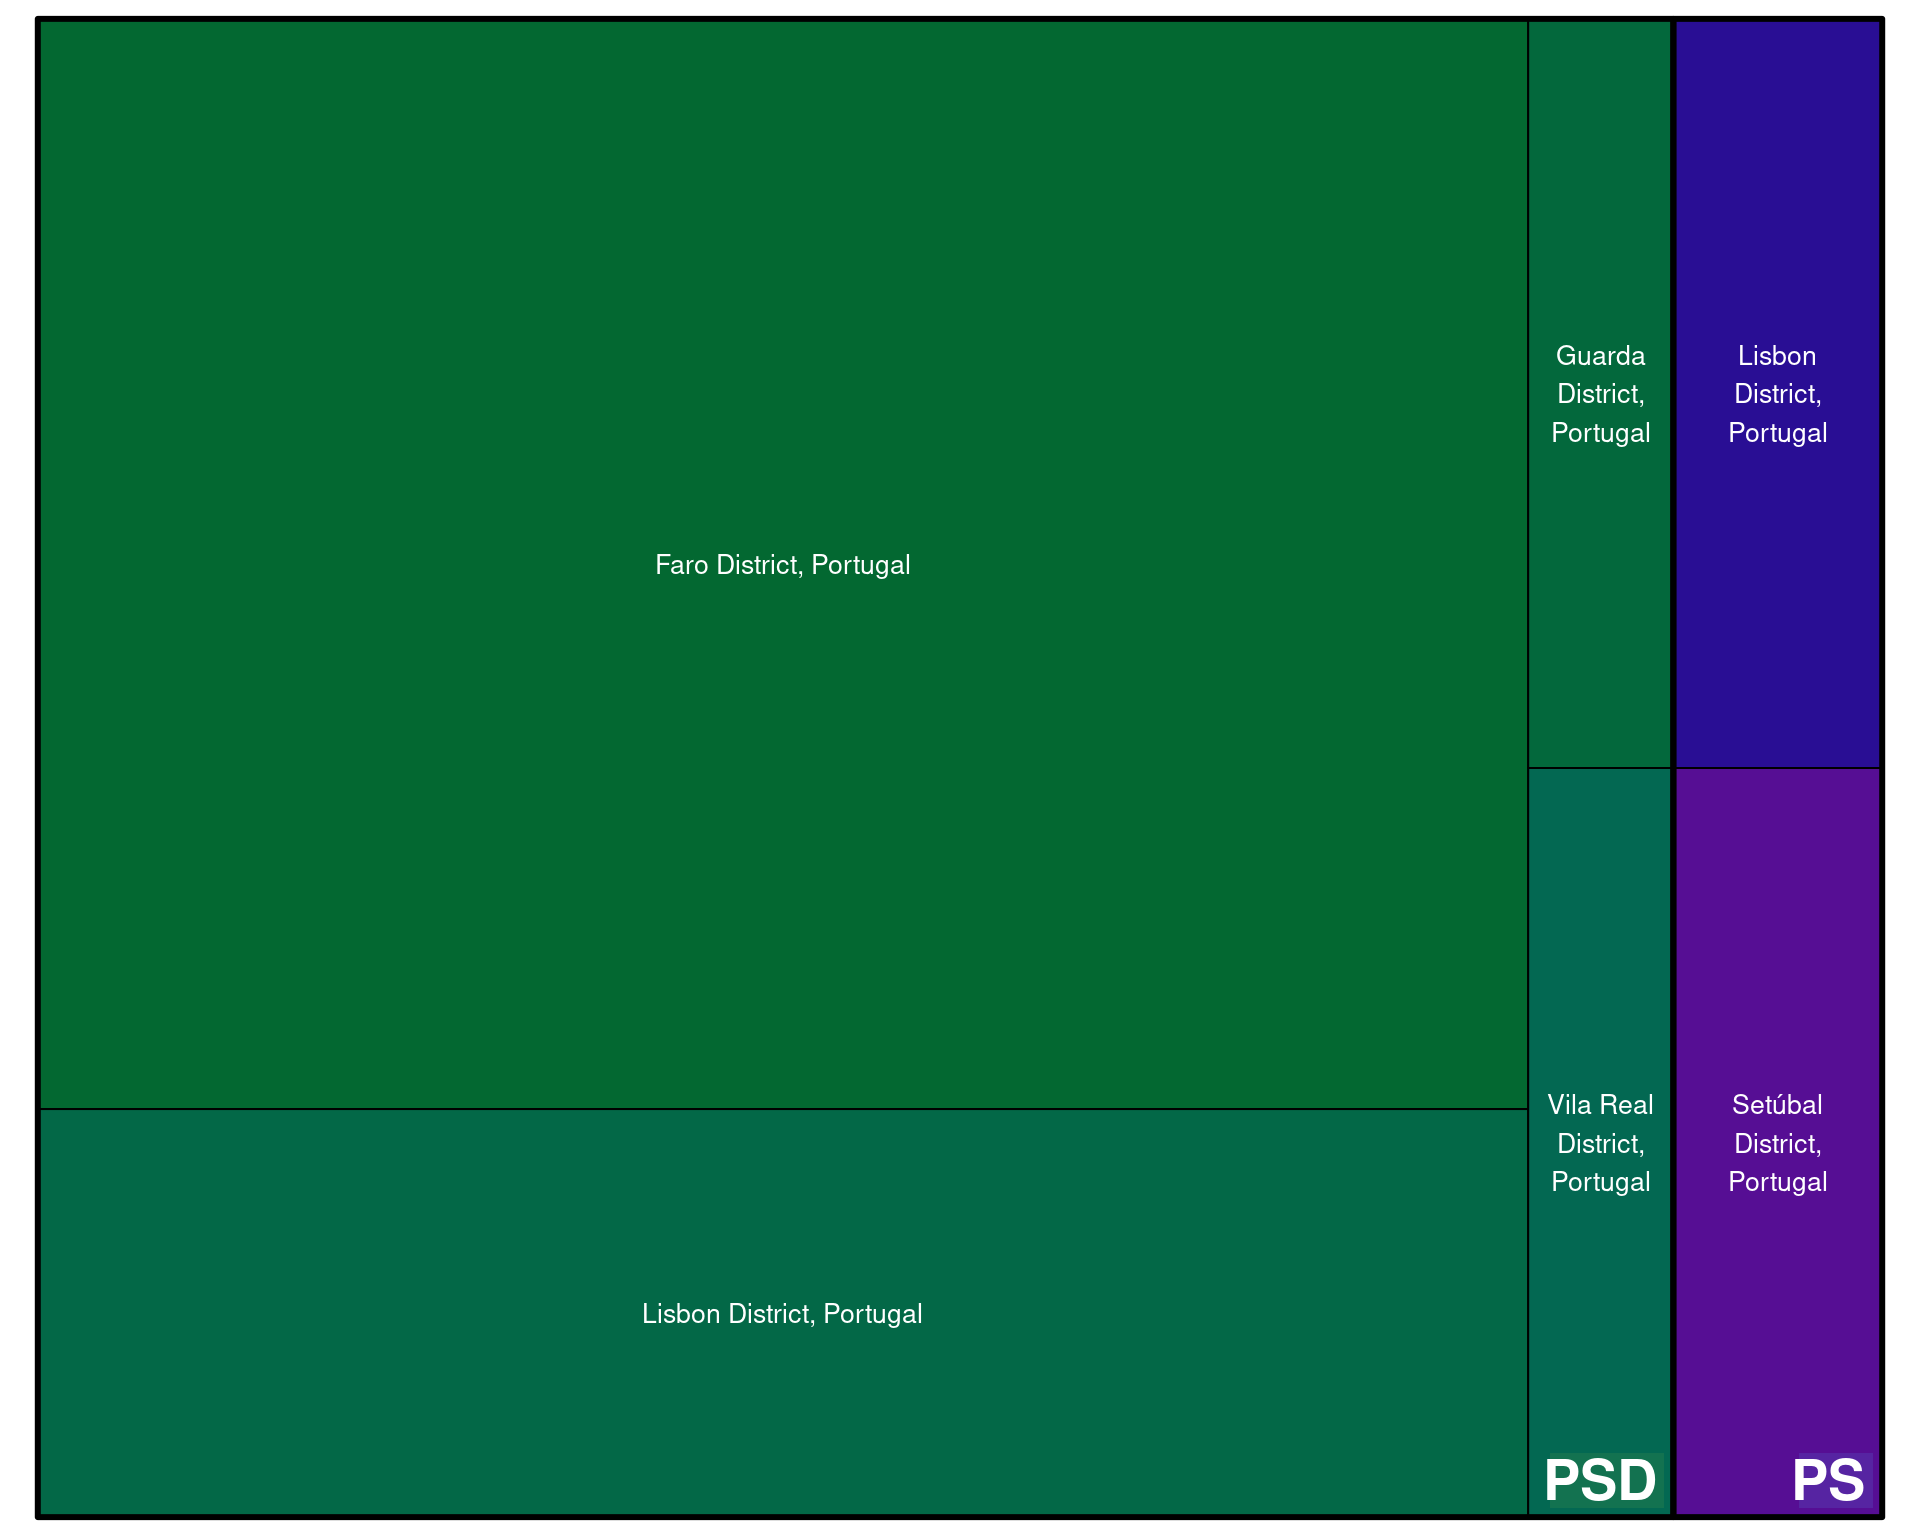 Faro District, Portugal
Lisbon District, Portugal
Guarda
District,
Portugal
Vila Real
District,
Portugal
PSD
Lisbon
District,
Portugal
Setúbal
District,
Portugal
PS